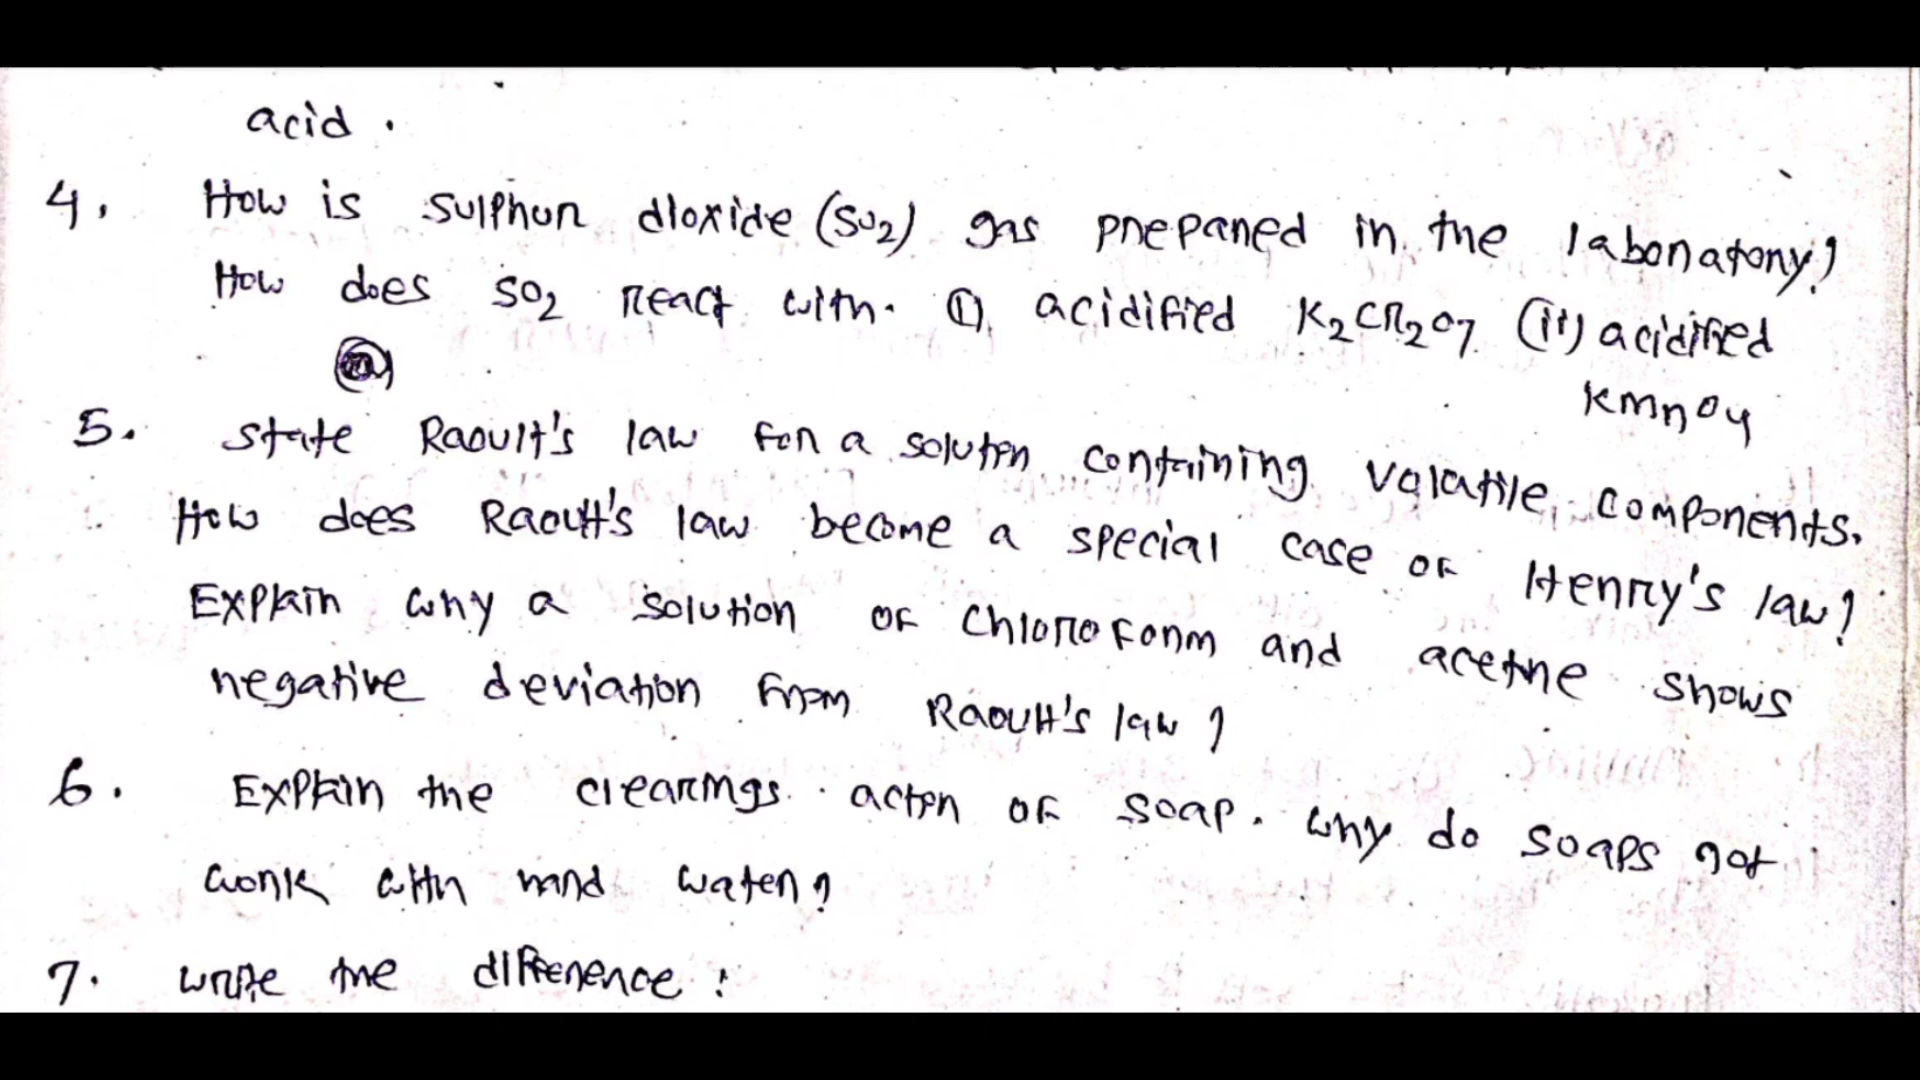 acid.
4. How is sulphur dioxide (SO2) gas prepared in the laboratory?
How does SO2 react with. (i) acidified K2Cr2O7 (ii) acidified
KMnO4
5. State Raoult's law for a solution containing volatile components.
How does Raoult's law become a special case of Henry's law?
Explain why a solution of chloroform and acetone shows
negative deviation from Raoult's law?
6. Explain the cleanings action of soap. Why do soaps not
work with hard water?
7. Write the difference: